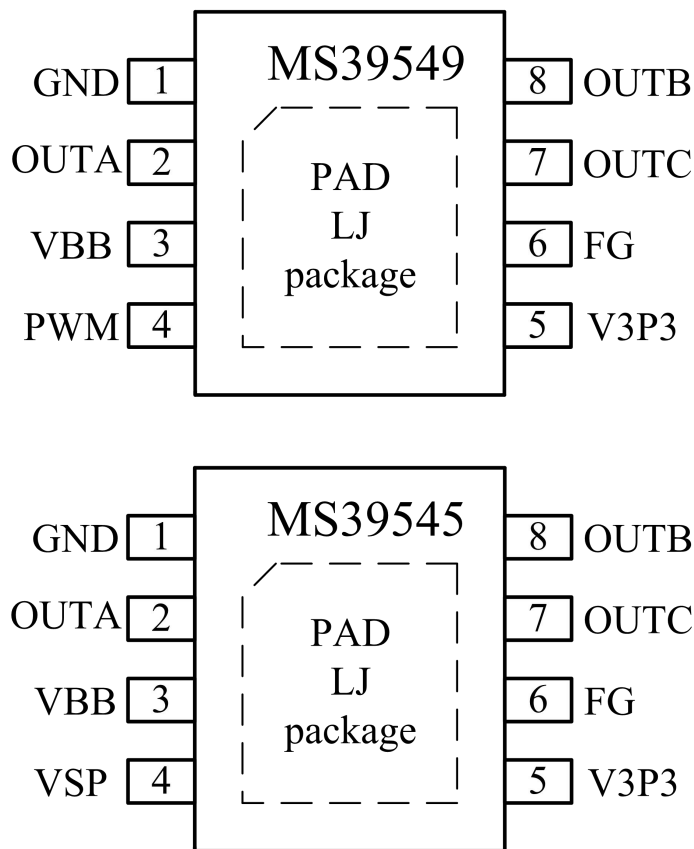 MS39549
GND 1 8 OUTB
OUTA 2 PAD 7 OUTC
LJ
VBB 3 6 FG
package
PWM 4 5 V3P3
MS39545
GND 1 8 OUTB
OUTA 2 PAD 7 OUTC
LJ
VBB 3 6 FG
package
VSP 4 5 V3P3